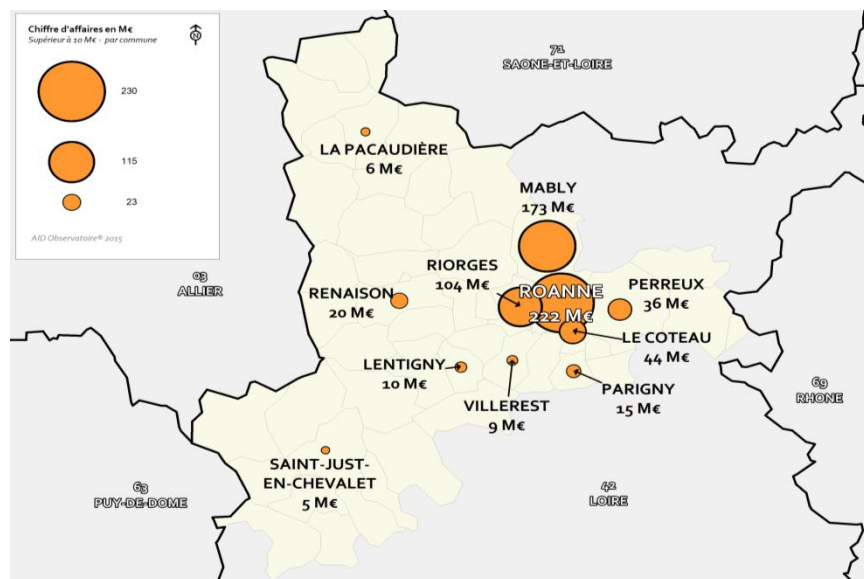 Chiffre d'affaires en M€
Supérieur à 10 M€ - par commune
N
230
115
23
AID Observatoire® 2015
71
SAONE-ET-LOIRE
LA PACAUDIÈRE
6 M€
MABLY
173 M€
03
ALLIER
RIORGES
104 M€
ROANNE
222 M€
PERREUX
36 M€
RENAISON
20 M€
LE COTEAU
44 M€
LENTIGNY
10 M€
VILLEREST
9 M€
PARIGNY
15 M€
69
RHONE
SAINT-JUST-
EN-CHEVALET
5 M€
63
PUY-DE-DOME
42
LOIRE